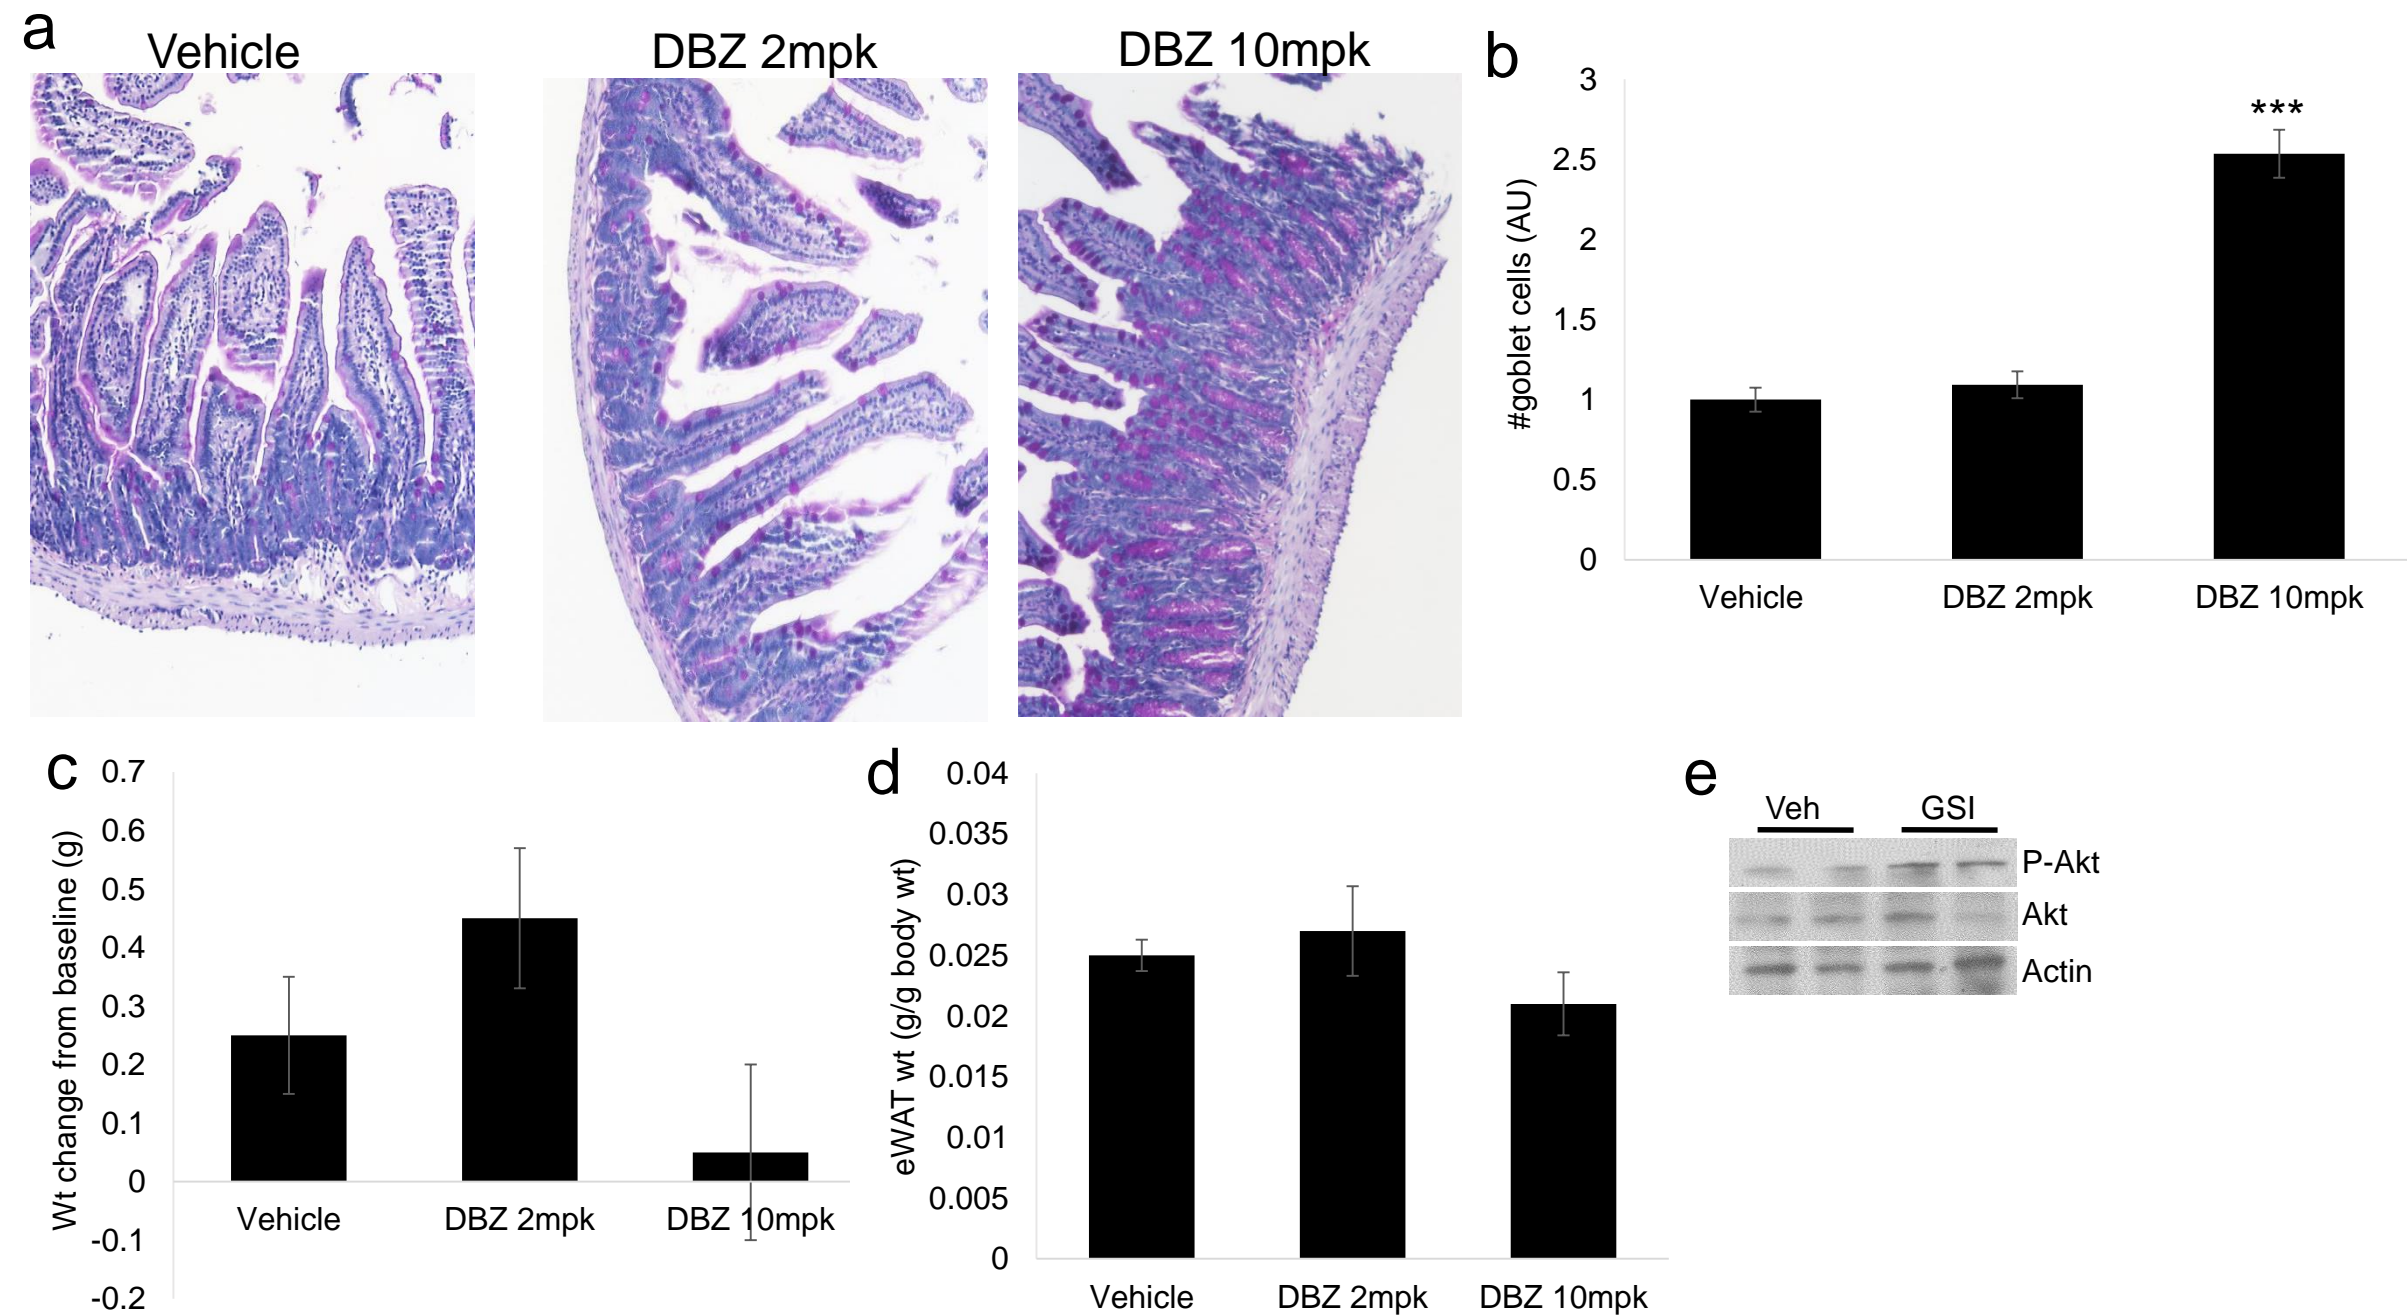 a
Vehicle
DBZ 2mpk
DBZ 10mpk
b
#goblet cells (AU)
3
2.5
2
1.5
1
0.5
0
***
Vehicle
DBZ 2mpk
DBZ 10mpk
c
Wt change from baseline (g)
0.7
0.6
0.5
0.4
0.3
0.2
0.1
0
-0.1
-0.2
Vehicle
DBZ 2mpk
DBZ 10mpk
d
eWAT wt (g/g body wt)
0.04
0.035
0.03
0.025
0.02
0.015
0.01
0.005
0
Vehicle
DBZ 2mpk
DBZ 10mpk
e
Veh
GSI
P-Akt
Akt
Actin